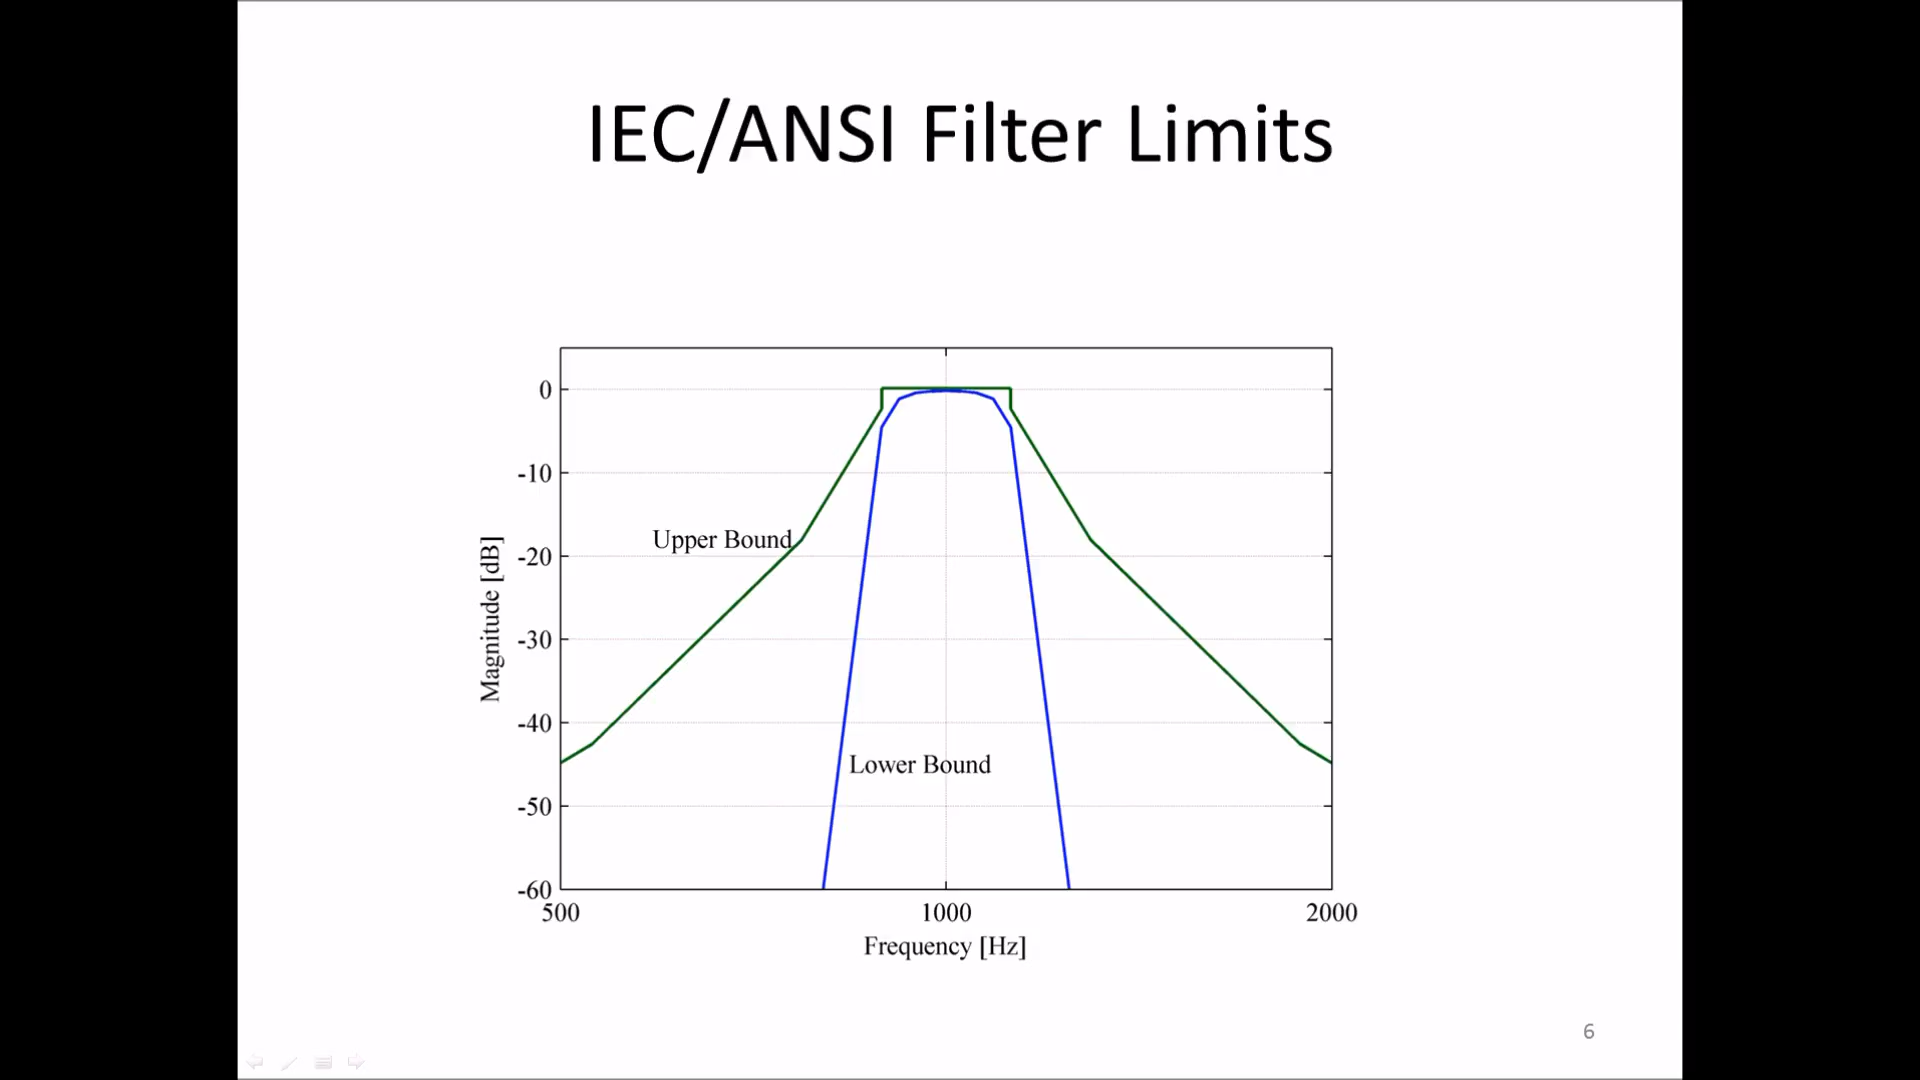 IEC/ANSI Filter Limits
0
-10
Upper Bound
-20
-30
Magnitude [dB]
-40
Lower Bound
-50
-60
500 1000 2000
Frequency [Hz]
6